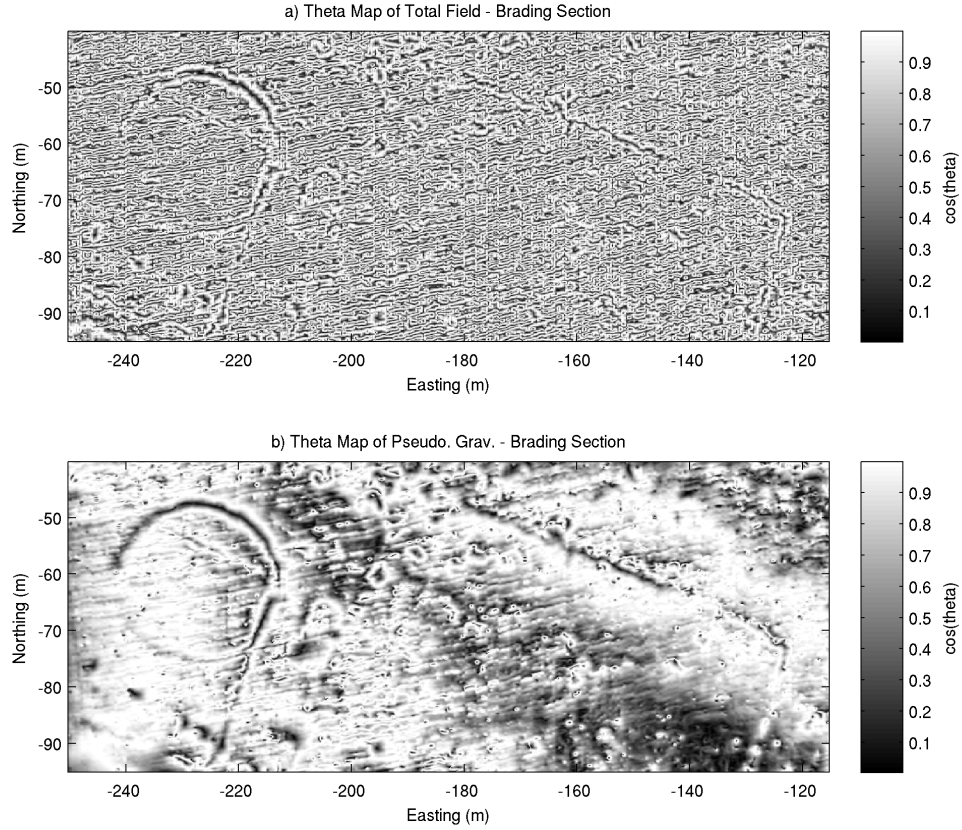 a) Theta Map of Total Field - Brading Section
-50
-60
-70
-80
-90
Northing (m)
-240 -220 -200 -180 -160 -140 -120
Easting (m)
0.9
0.8
0.7
0.6
0.5
0.4
0.3
0.2
0.1
cos(theta)
b) Theta Map of Pseudo. Grav. - Brading Section
-50
-60
-70
-80
-90
Northing (m)
-240 -220 -200 -180 -160 -140 -120
Easting (m)
0.9
0.8
0.7
0.6
0.5
0.4
0.3
0.2
0.1
cos(theta)